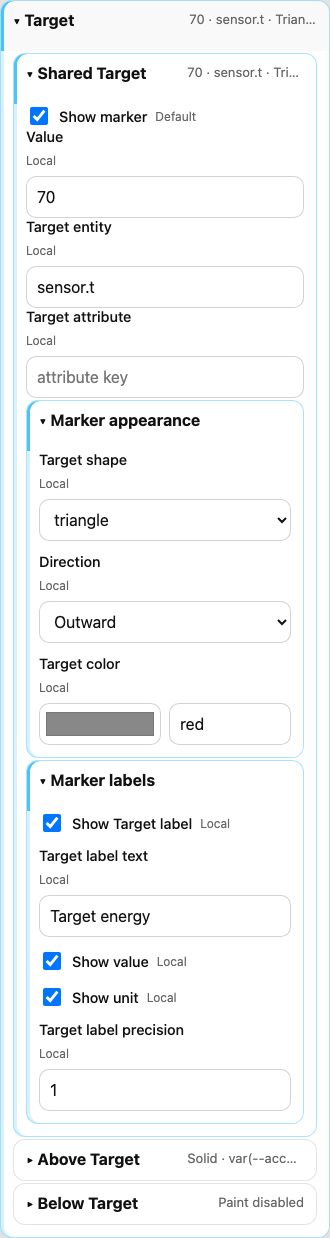 Target 70 · sensor.t · Trian...
Shared Target 70 · sensor.t · Tri...
Show marker Default
Value
Local
70
Target entity
Local
sensor.t
Target attribute
Local
attribute key
Marker appearance
Target shape
Local
triangle
Direction
Local
Outward
Target color
Local
red
Marker labels
Show Target label Local
Target label text
Local
Target energy
Show value Local
Show unit Local
Target label precision
Local
1
Above Target Solid · var(--acc...
Below Target Paint disabled